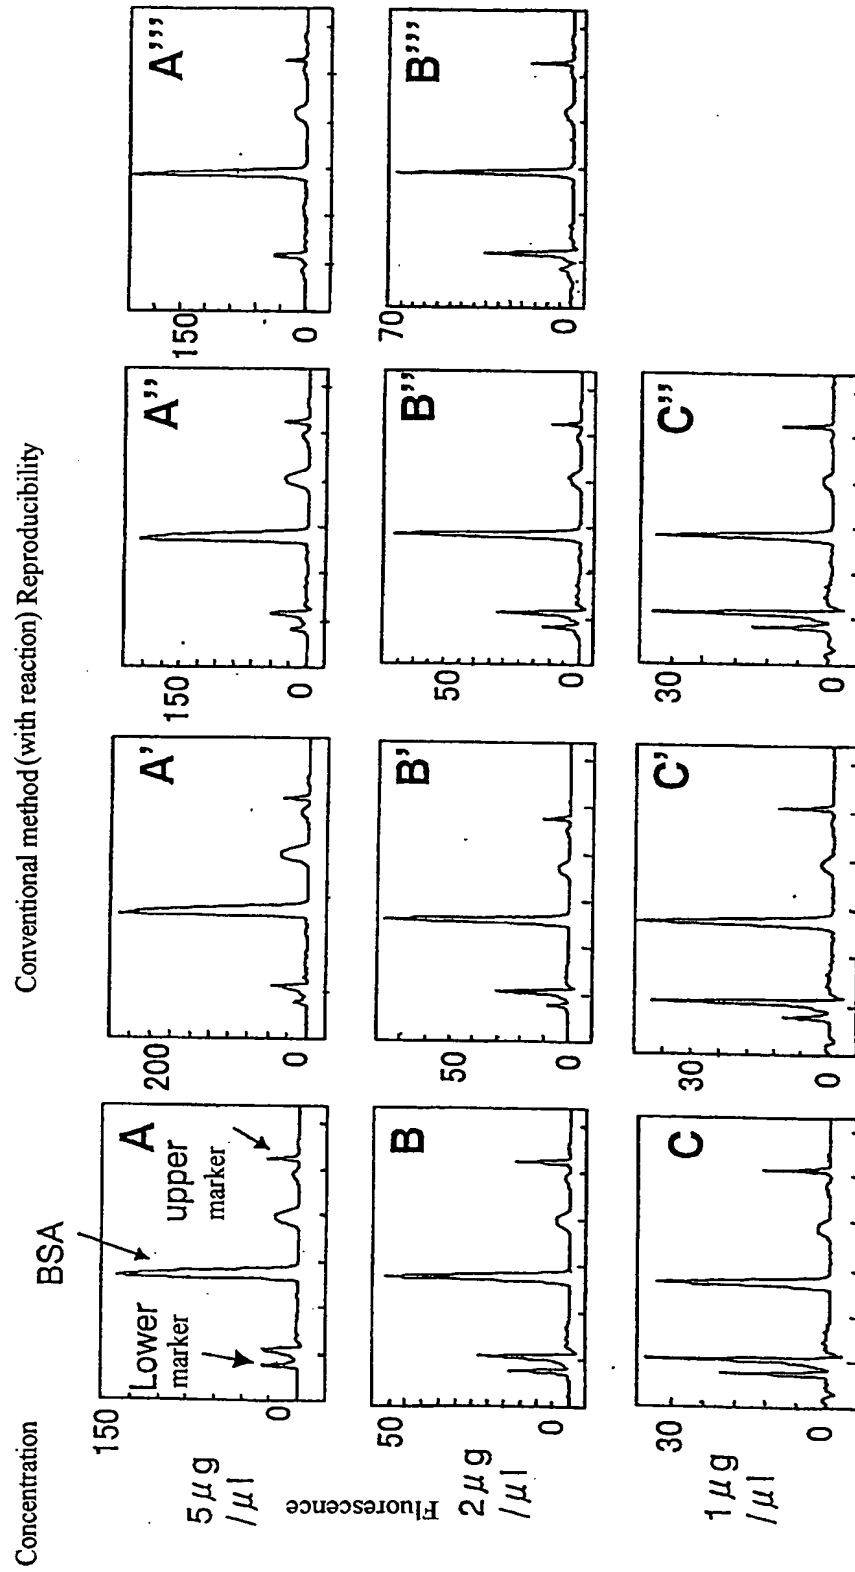 Conventional method (with reaction) Reproducibility
Concentration
BSA
5 μg
/μl
150
0
Lower
marker
upper
marker
A
200
0
A'
150
0
A''
150
0
A'''
Fluorescence
2 μg
/μl
50
0
B
50
0
B'
50
0
B''
70
0
B'''
1 μg
/μl
30
0
C
30
0
C'
30
0
C''